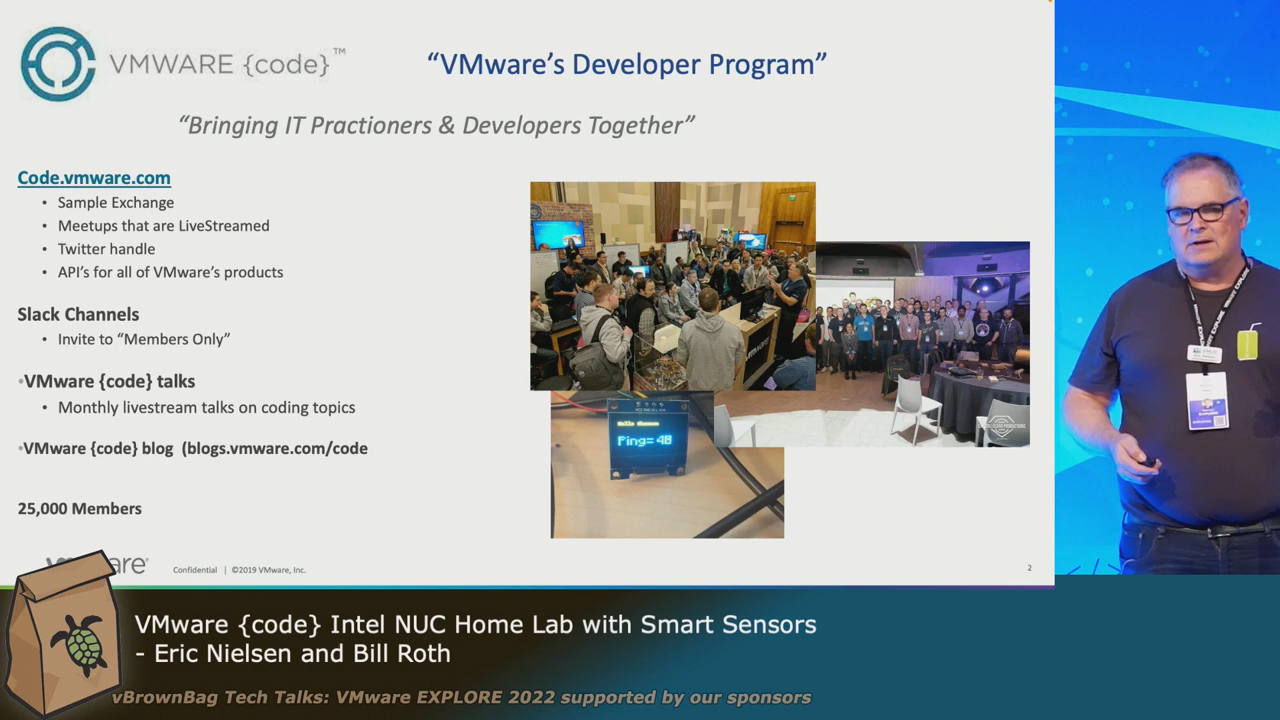 VMWARE {code}™
“VMware’s Developer Program”
“Bringing IT Practioners & Developers Together”
Code.vmware.com
• Sample Exchange
• Meetups that are LiveStreamed
• Twitter handle
• API’s for all of VMware’s products
Slack Channels
• Invite to “Members Only”
•VMware {code} talks
• Monthly livestream talks on coding topics
•VMware {code} blog (blogs.vmware.com/code
25,000 Members
Ping=48
Confidential | ©2019 VMware, Inc.
2
VMware {code} Intel NUC Home Lab with Smart Sensors
- Eric Nielsen and Bill Roth
vBrownBag Tech Talks: VMware EXPLORE 2022 supported by our sponsors